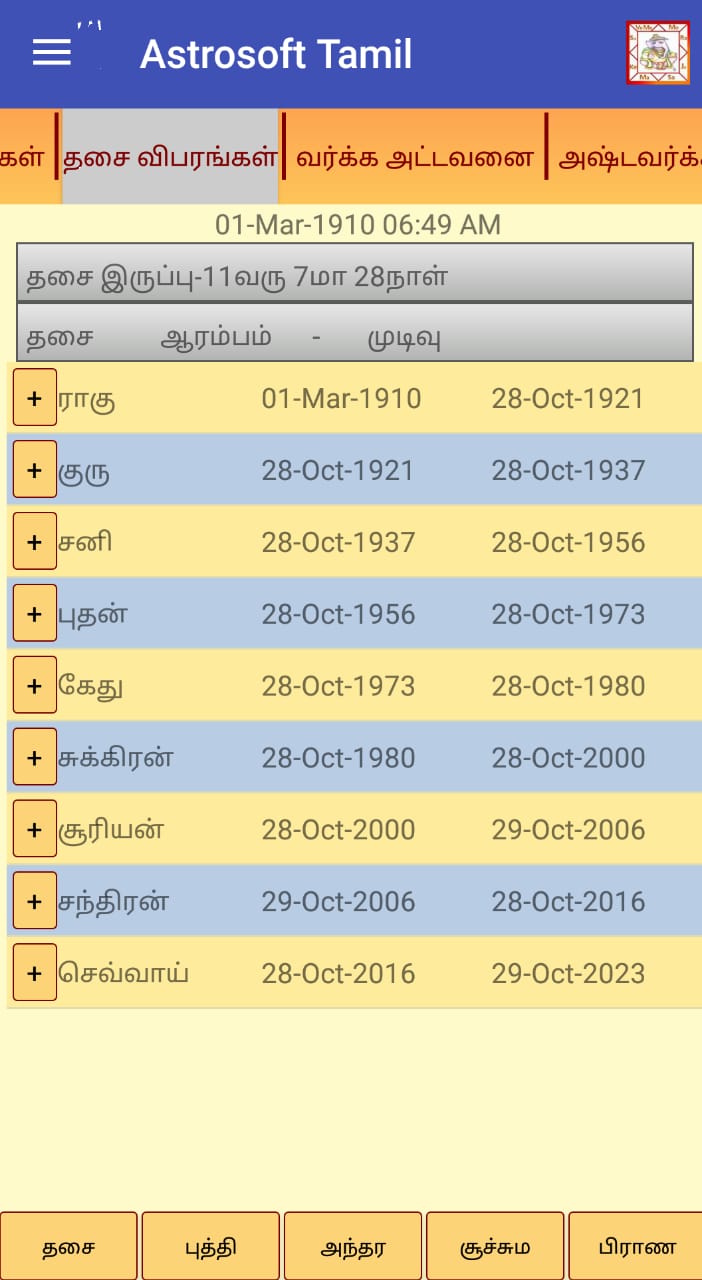 Astrosoft Tamil
கள் தசை விபரங்கள் வர்க்க அட்டவனை அஷ்டவர்க்
01-Mar-1910 06:49 AM
தசை இருப்பு-11வரு 7மா 28நாள்
தசை ஆரம்பம் - முடிவு
+ ராகு 01-Mar-1910 28-Oct-1921
+ குரு 28-Oct-1921 28-Oct-1937
+ சனி 28-Oct-1937 28-Oct-1956
+ புதன் 28-Oct-1956 28-Oct-1973
+ கேது 28-Oct-1973 28-Oct-1980
+ சுக்கிரன் 28-Oct-1980 28-Oct-2000
+ சூரியன் 28-Oct-2000 29-Oct-2006
+ சந்திரன் 29-Oct-2006 28-Oct-2016
+ செவ்வாய் 28-Oct-2016 29-Oct-2023
தசை புத்தி அந்தர சூச்சும பிராண